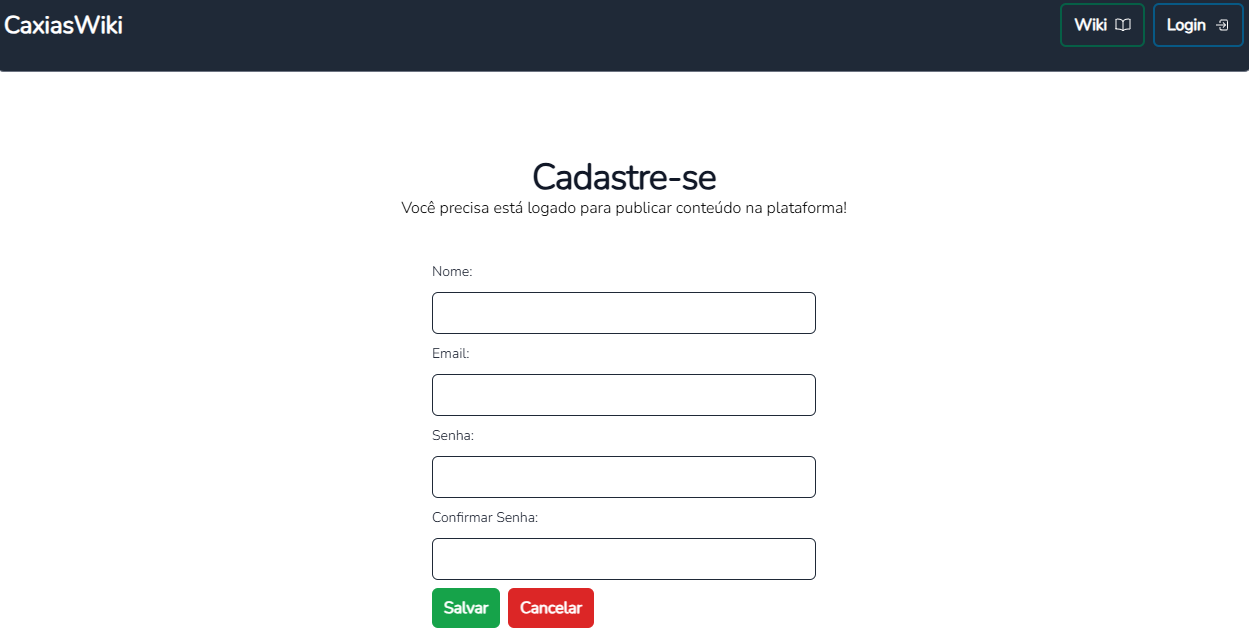 CaxiasWiki
Wiki
Login
Cadastre-se
Você precisa está logado para publicar conteúdo na plataforma!
Nome:
Email:
Senha:
Confirmar Senha:
Salvar
Cancelar